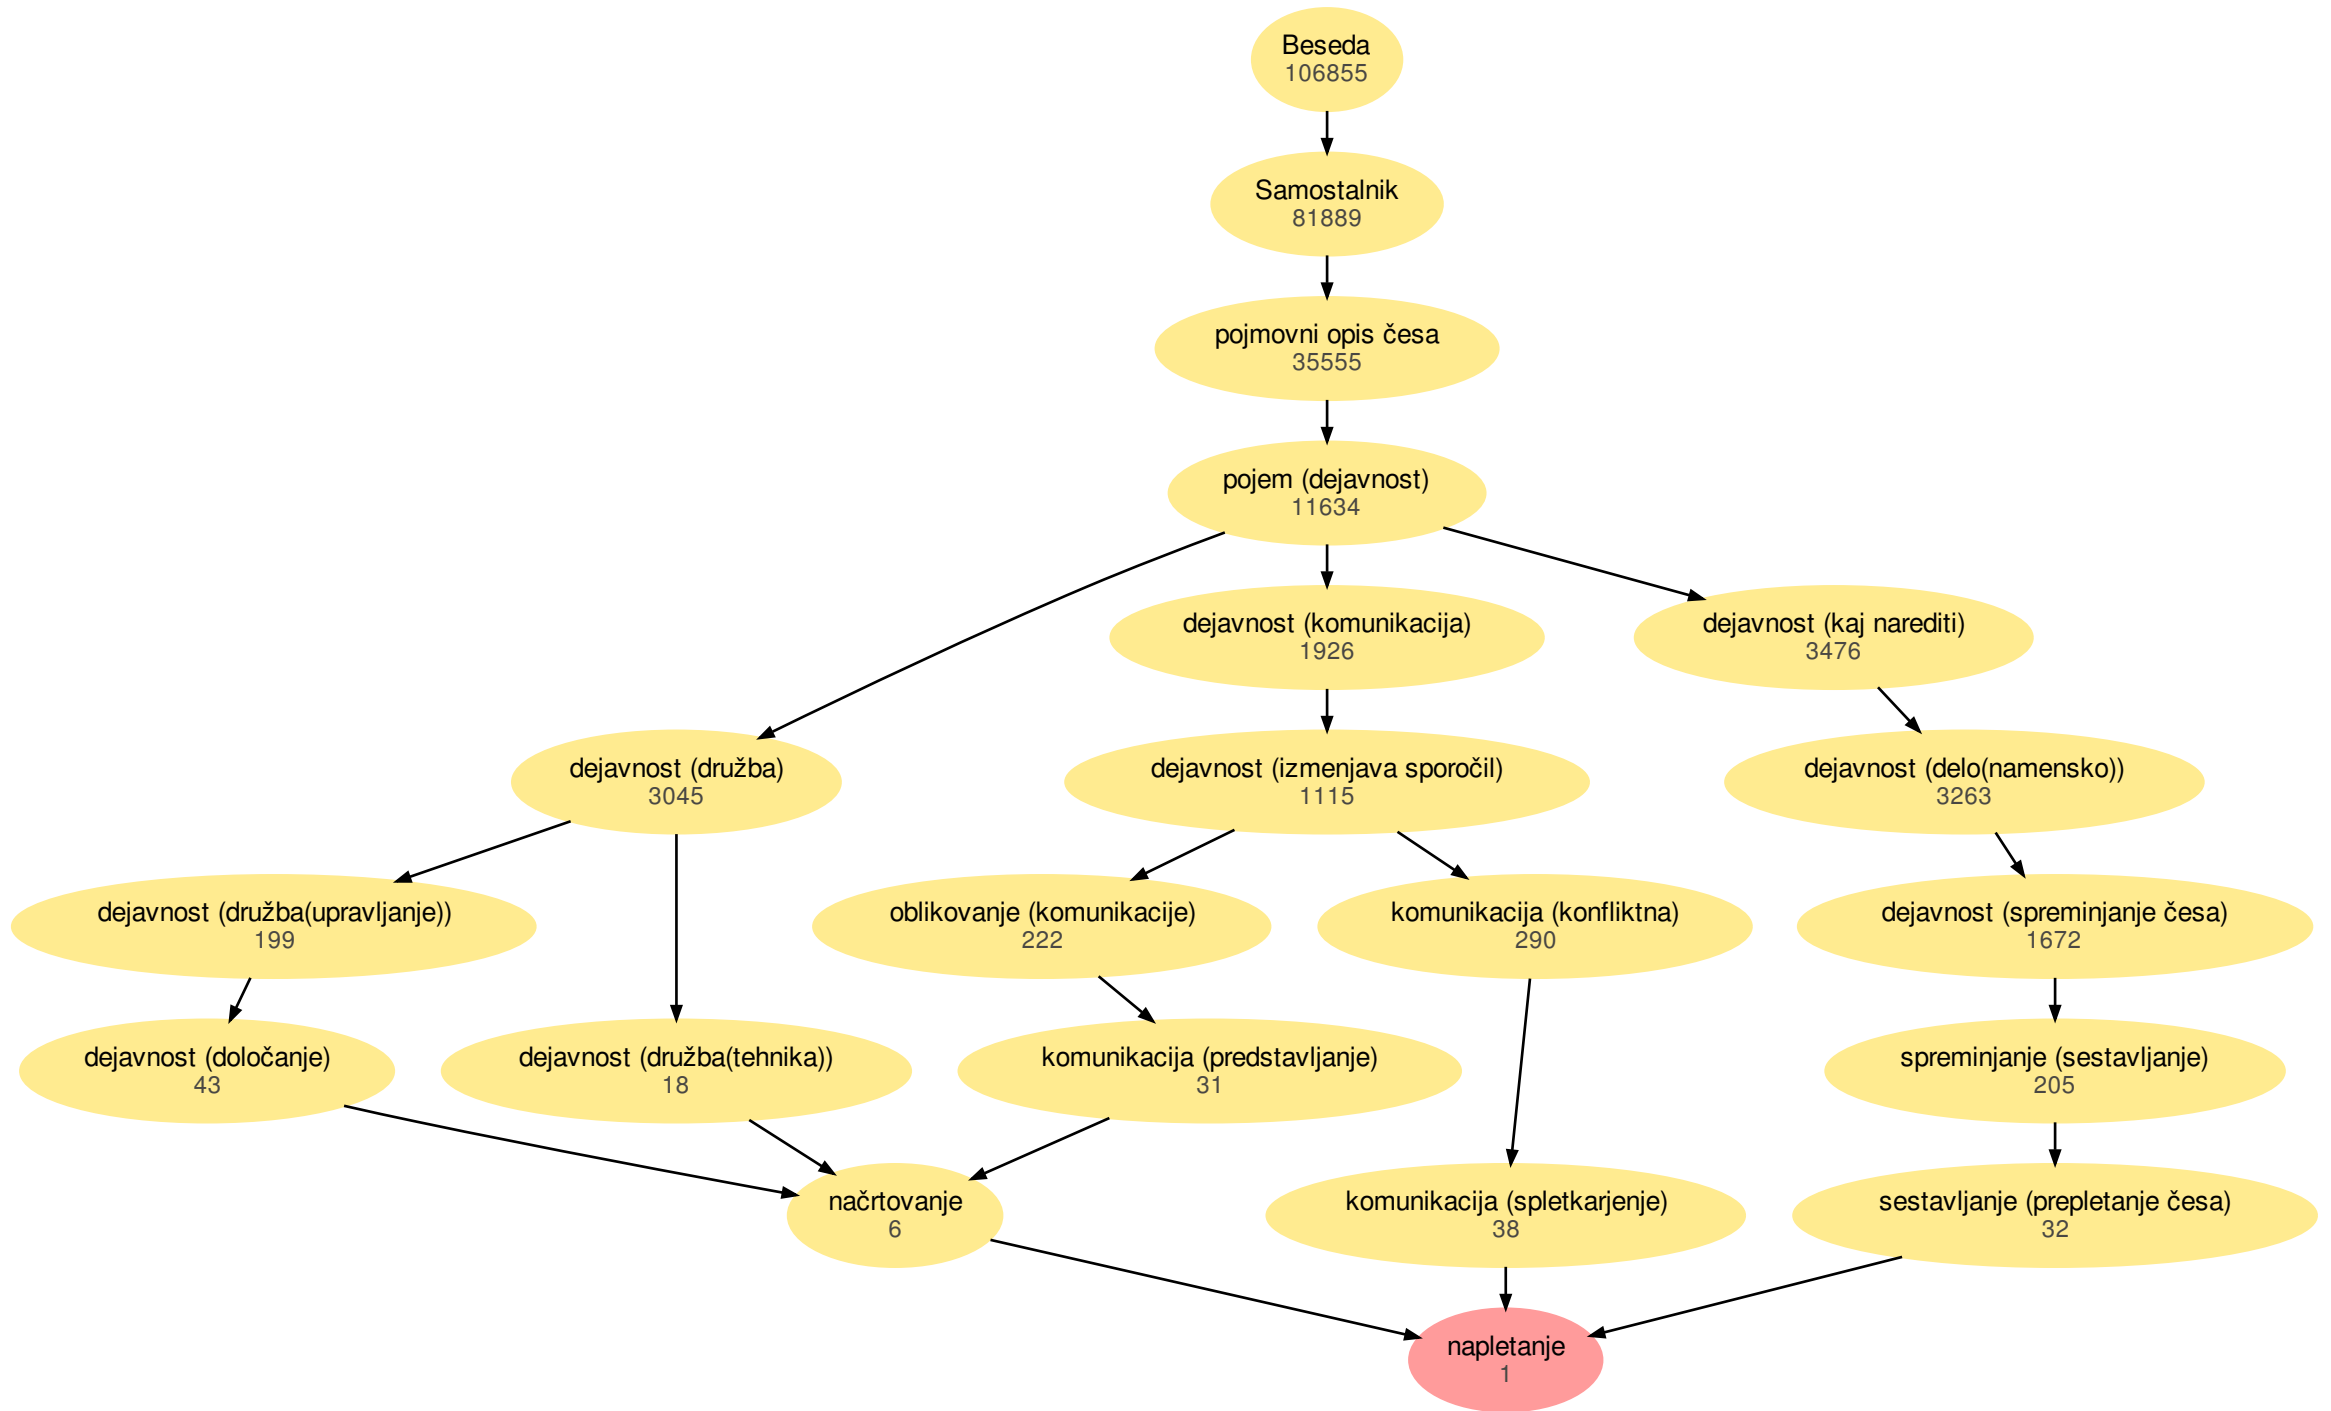 Beseda
106855
Samostalnik
81889
pojmovni opis česa
35555
pojem (dejavnost)
11634
dejavnost (komunikacija)
1926
dejavnost (kaj narediti)
3476
dejavnost (družba)
3045
dejavnost (izmenjava sporočil)
1115
dejavnost (delo(namensko))
3263
dejavnost (družba(upravljanje))
199
oblikovanje (komunikacije)
222
komunikacija (konfliktna)
290
dejavnost (spreminjanje česa)
1672
dejavnost (določanje)
43
dejavnost (družba(tehnika))
18
komunikacija (predstavljanje)
31
spreminjanje (sestavljanje)
205
načrtovanje
6
komunikacija (spletkarjenje)
38
sestavljanje (prepletanje česa)
32
napletanje
1